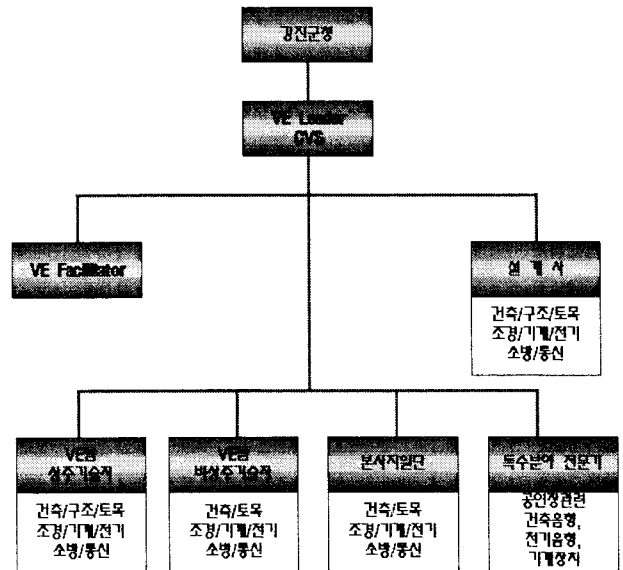 강진군청
VE Leader
CVS
VE Facilitator
설 계 사
건축/구조/토목
조경/기계/전기
소방/통신
VE팀
상주기술자
건축/구조/토목
조경/기계/전기
소방/통신
VE팀
비상주기술자
건축/토목
조경/기계/전기
소방/통신
본사지원단
건축/토목
조경/기계/전기
소방/통신
특수분야 전문가
공연장관련
건축음향,
전기음향,
기계장치